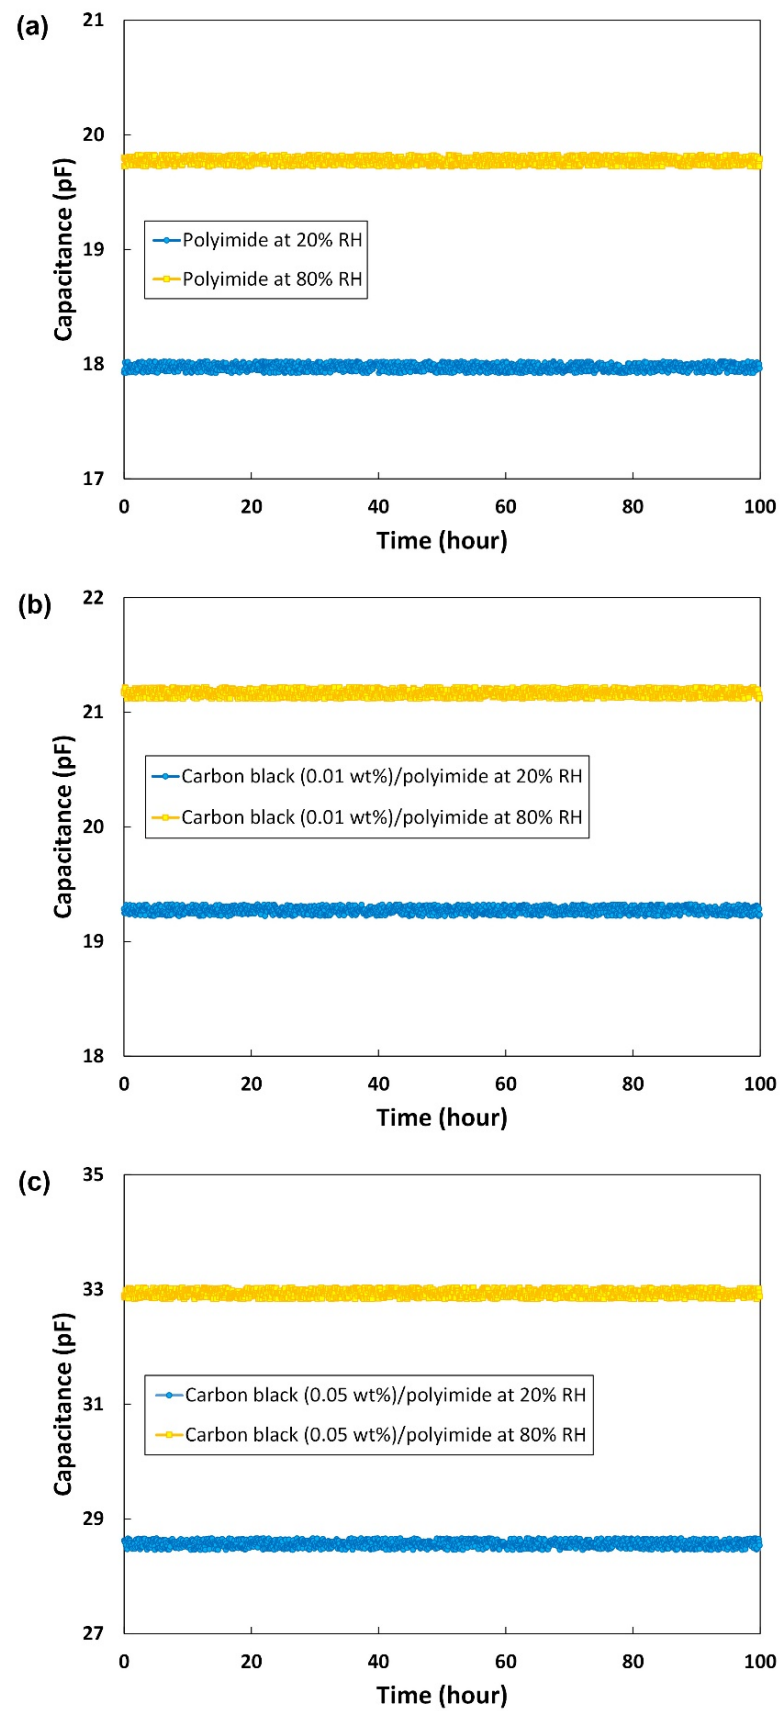 (a)
21
20
19
18
17
Capacitance (pF)
Polyimide at 20% RH
Polyimide at 80% RH
0 20 40 60 80 100
Time (hour)
(b)
22
21
20
19
18
Capacitance (pF)
Carbon black (0.01 wt%)/polyimide at 20% RH
Carbon black (0.01 wt%)/polyimide at 80% RH
0 20 40 60 80 100
Time (hour)
(c)
35
33
31
29
27
Capacitance (pF)
Carbon black (0.05 wt%)/polyimide at 20% RH
Carbon black (0.05 wt%)/polyimide at 80% RH
0 20 40 60 80 100
Time (hour)